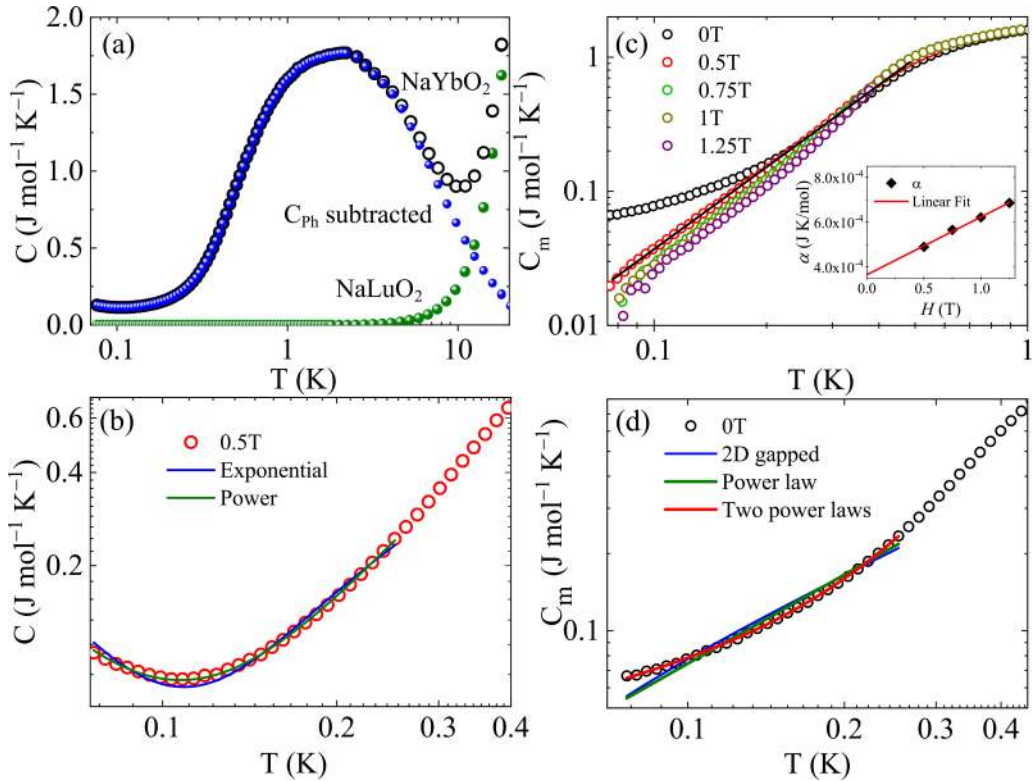 (a)
2.0
1.5
1.0
0.5
0.0
C (J mol⁻¹ K⁻¹)
NaYbO₂
C_Ph subtracted
NaLuO₂
0.1 1 10
T (K)
(c)
0T
0.5T
0.75T
1T
1.25T
1
0.1
0.01
C_m (J mol⁻¹ K⁻¹)
8.0x10⁻⁴
6.0x10⁻⁴
4.0x10⁻⁴
α (J K/mol)
α
Linear Fit
0.0 0.5 1.0
H (T)
0.1 1
T (K)
(b)
0.6
0.4
0.2
C (J mol⁻¹ K⁻¹)
0.5T
Exponential
Power
0.1 0.2 0.3 0.4
T (K)
(d)
0T
2D gapped
Power law
Two power laws
0.1
C_m (J mol⁻¹ K⁻¹)
0.1 0.2 0.3 0.4
T (K)